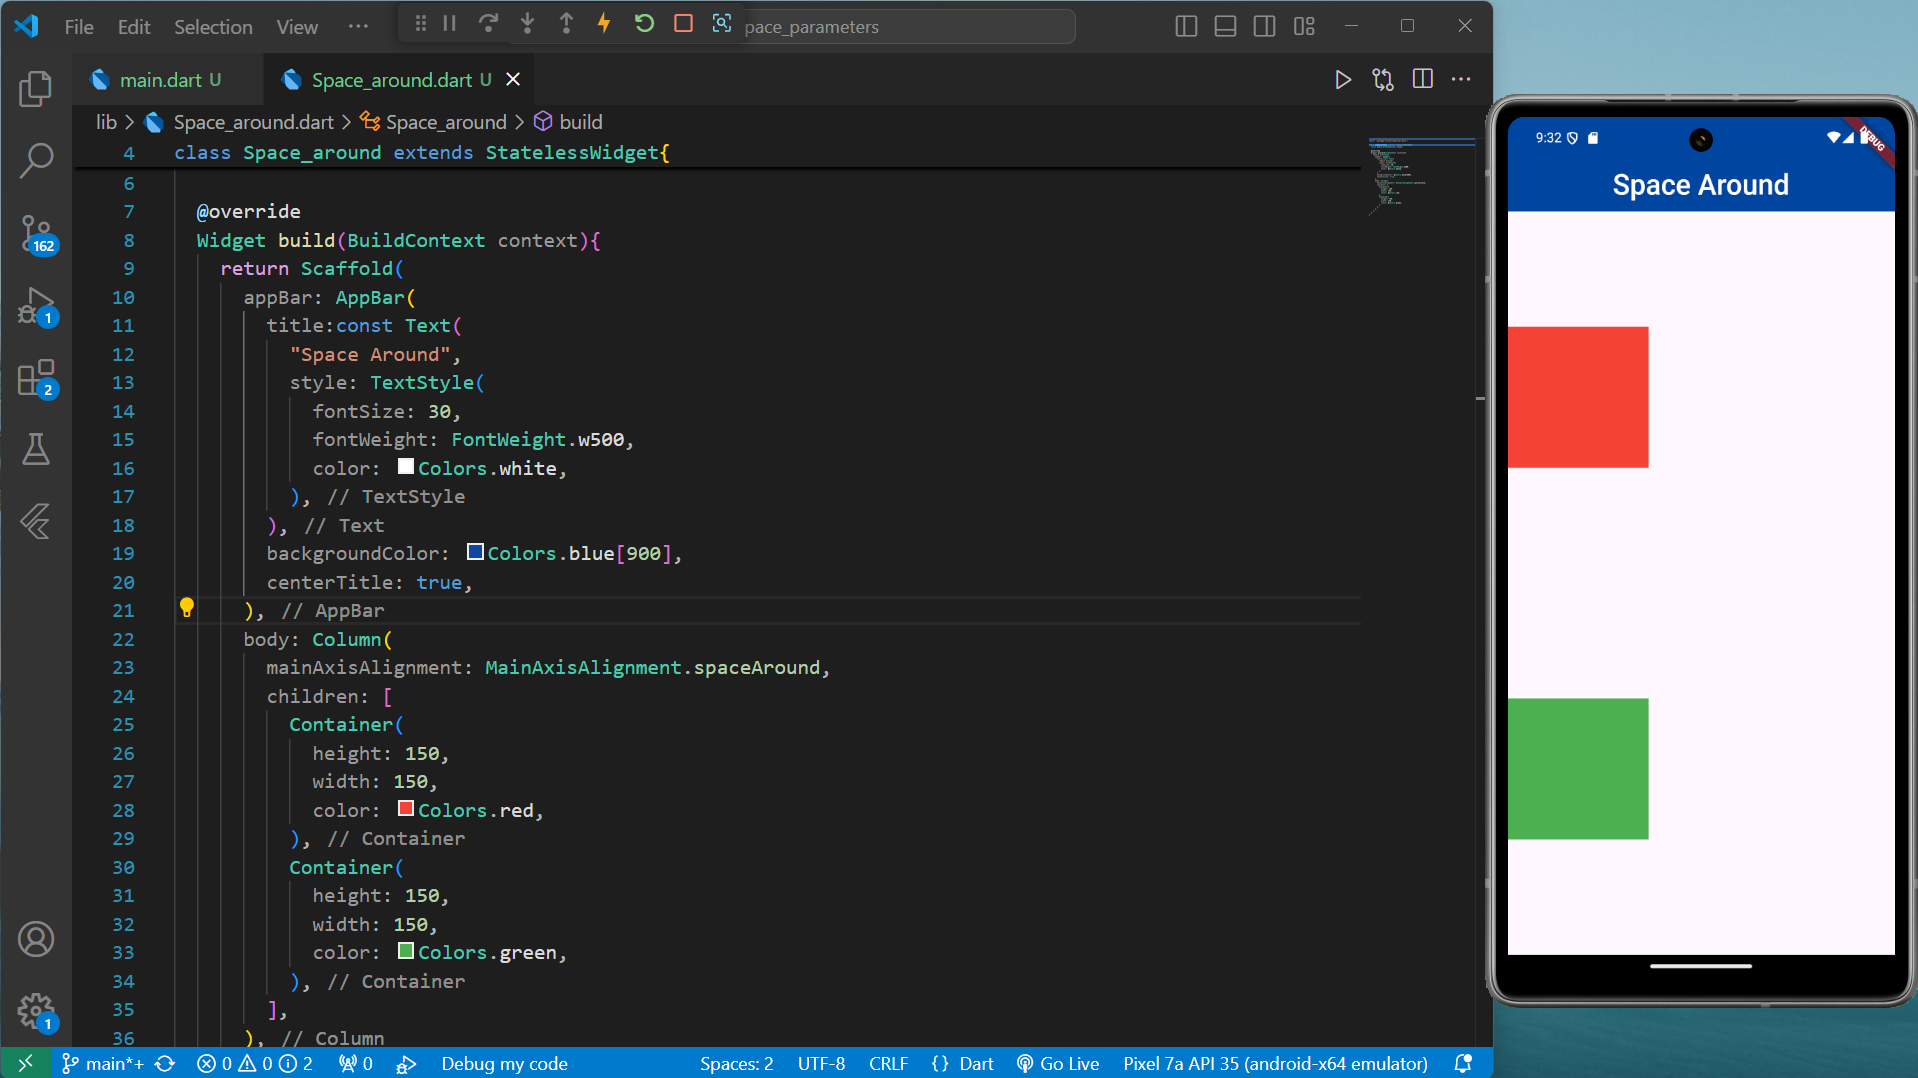 File Edit Selection View ··· pace_parameters
main.dart U Space_around.dart U
lib > Space_around.dart > Space_around > build
4 class Space_around extends StatelessWidget{
6
7 @override
8 Widget build(BuildContext context){
9 return Scaffold(
10 appBar: AppBar(
11 title:const Text(
12 "Space Around",
13 style: TextStyle(
14 fontSize: 30,
15 fontWeight: FontWeight.w500,
16 color: Colors.white,
17 ), // TextStyle
18 ), // Text
19 backgroundColor: Colors.blue[900],
20 centerTitle: true,
21 ), // AppBar
22 body: Column(
23 mainAxisAlignment: MainAxisAlignment.spaceAround,
24 children: [
25 Container(
26 height: 150,
27 width: 150,
28 color: Colors.red,
29 ), // Container
30 Container(
31 height: 150,
32 width: 150,
33 color: Colors.green,
34 ), // Container
35 ],
36 ), // Column
162
1
2
1
main*+ 0 0 2 0 Debug my code Spaces: 2 UTF-8 CRLF {} Dart Go Live Pixel 7a API 35 (android-x64 emulator)
9:32
DEBUG
Space Around